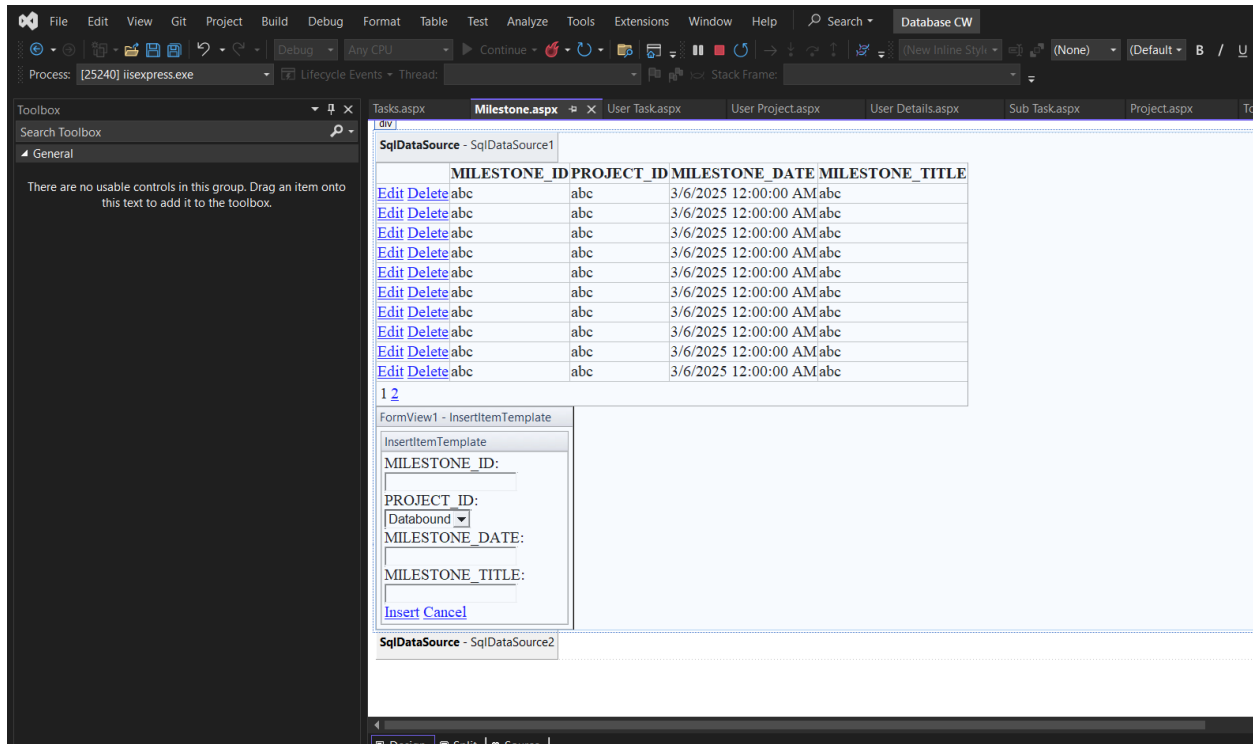 File Edit View Git Project Build Debug Format Table Test Analyze Tools Extensions Window Help Search Database CW
Debug Any CPU Continue (New Inline Style (None) (Default B I U
Process: [25240] iisexpress.exe Lifecycle Events Thread: Stack Frame:
Toolbox
Search Toolbox
General
There are no usable controls in this group. Drag an item onto
this text to add it to the toolbox.
Tasks.aspx Milestone.aspx User Task.aspx User Project.aspx User Details.aspx Sub Task.aspx Project.aspx To
div
SqlDataSource - SqlDataSource1
MILESTONE_ID PROJECT_ID MILESTONE_DATE MILESTONE_TITLE
Edit Delete abc abc 3/6/2025 12:00:00 AM abc
Edit Delete abc abc 3/6/2025 12:00:00 AM abc
Edit Delete abc abc 3/6/2025 12:00:00 AM abc
Edit Delete abc abc 3/6/2025 12:00:00 AM abc
Edit Delete abc abc 3/6/2025 12:00:00 AM abc
Edit Delete abc abc 3/6/2025 12:00:00 AM abc
Edit Delete abc abc 3/6/2025 12:00:00 AM abc
Edit Delete abc abc 3/6/2025 12:00:00 AM abc
Edit Delete abc abc 3/6/2025 12:00:00 AM abc
Edit Delete abc abc 3/6/2025 12:00:00 AM abc
1 2
FormView1 - InsertItemTemplate
InsertItemTemplate
MILESTONE_ID:
PROJECT_ID:
Databound
MILESTONE_DATE:
MILESTONE_TITLE:
Insert Cancel
SqlDataSource - SqlDataSource2
Design Split Source